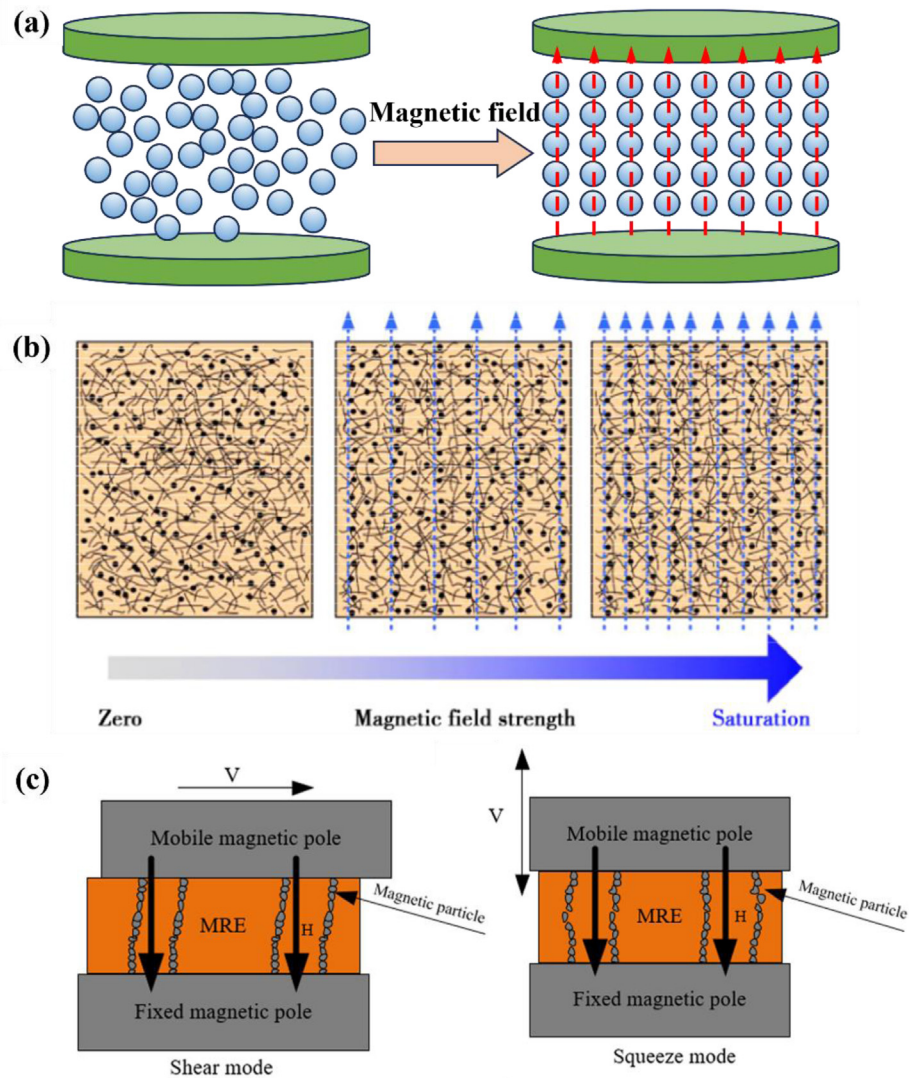 (a)
Magnetic field
(b)
Zero
Magnetic field strength
Saturation
(c)
V
Mobile magnetic pole
MRE
H
Magnetic particle
Fixed magnetic pole
Shear mode
V
Mobile magnetic pole
MRE
H
Magnetic particle
Fixed magnetic pole
Squeeze mode